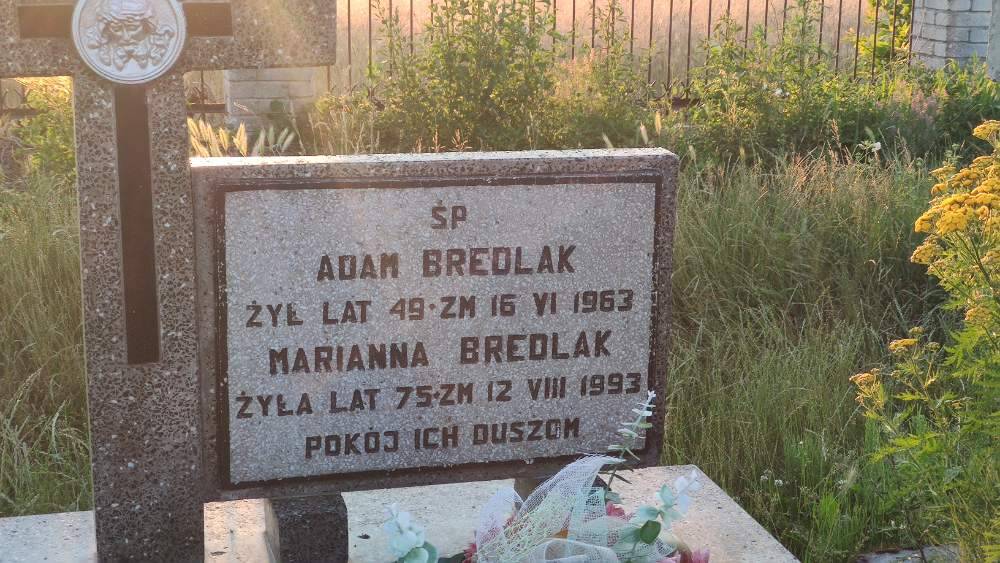 ŚP
ADAM BREDLAK
ŻYŁ LAT 49·ZM 16 VI 1963
MARIANNA BREDLAK
ŻYŁA LAT 75·ZM 12 VIII 1993
POKÓJ ICH DUSZOM